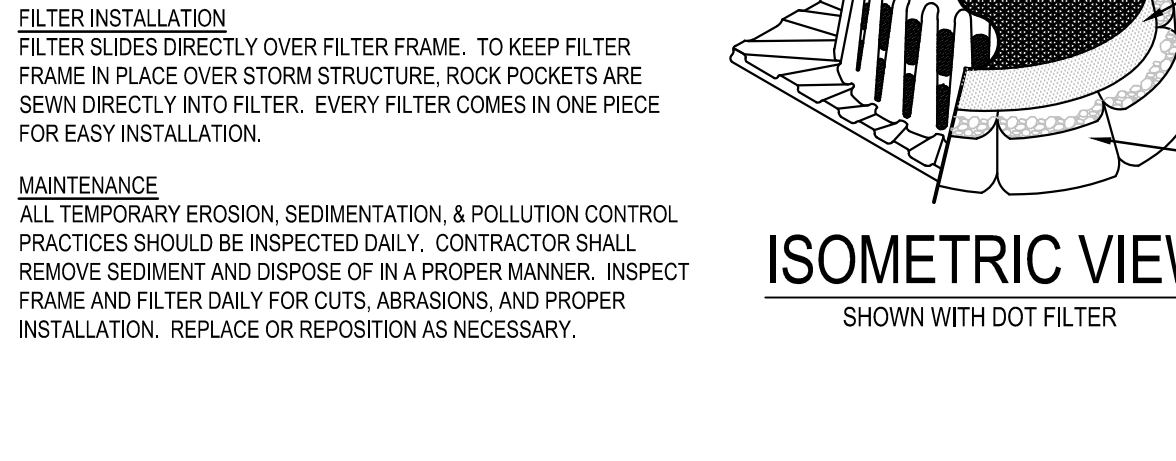 FILTER INSTALLATION
FILTER SLIDES DIRECTLY OVER FILTER FRAME. TO KEEP FILTER
FRAME IN PLACE OVER STORM STRUCTURE, ROCK POCKETS ARE
SEWN DIRECTLY INTO FILTER. EVERY FILTER COMES IN ONE PIECE
FOR EASY INSTALLATION.
MAINTENANCE
ALL TEMPORARY EROSION, SEDIMENTATION, & POLLUTION CONTROL
PRACTICES SHOULD BE INSPECTED DAILY. CONTRACTOR SHALL
REMOVE SEDIMENT AND DISPOSE OF IN A PROPER MANNER. INSPECT
FRAME AND FILTER DAILY FOR CUTS, ABRASIONS, AND PROPER
INSTALLATION. REPLACE OR REPOSITION AS NECESSARY.
ISOMETRIC VIEW
SHOWN WITH DOT FILTER